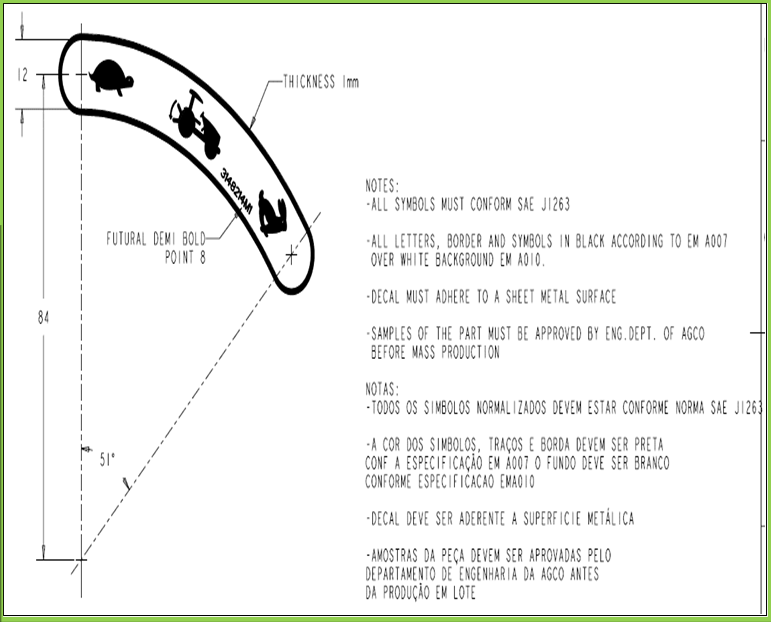 12
THICKNESS 1mm
3148214M1
FUTURAL DEMI BOLD
POINT 8
84
51°
NOTES:
-ALL SYMBOLS MUST CONFORM SAE J1263
-ALL LETTERS, BORDER AND SYMBOLS IN BLACK ACCORDING TO EM A007
OVER WHITE BACKGROUND EM A010.
-DECAL MUST ADHERE TO A SHEET METAL SURFACE
-SAMPLES OF THE PART MUST BE APPROVED BY ENG.DEPT. OF AGCO
BEFORE MASS PRODUCTION
NOTAS:
-TODOS OS SIMBOLOS NORMALIZADOS DEVEM ESTAR CONFORME NORMA SAE J1263
-A COR DOS SIMBOLOS, TRAÇOS E BORDA DEVEM SER PRETA
CONF A ESPECIFICAÇÃO EM A007 O FUNDO DEVE SER BRANCO
CONFORME ESPECIFICACAO EMA010
-DECAL DEVE SER ADERENTE A SUPERFICIE METÁLICA
-AMOSTRAS DA PEÇA DEVEM SER APROVADAS PELO
DEPARTAMENTO DE ENGENHARIA DA AGCO ANTES
DA PRODUÇÃO EM LOTE